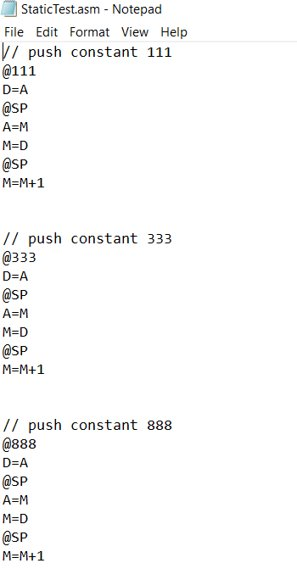 StaticTest.asm - Notepad
File Edit Format View Help
// push constant 111
@111
D=A
@SP
A=M
M=D
@SP
M=M+1
// push constant 333
@333
D=A
@SP
A=M
M=D
@SP
M=M+1
// push constant 888
@888
D=A
@SP
A=M
M=D
@SP
M=M+1